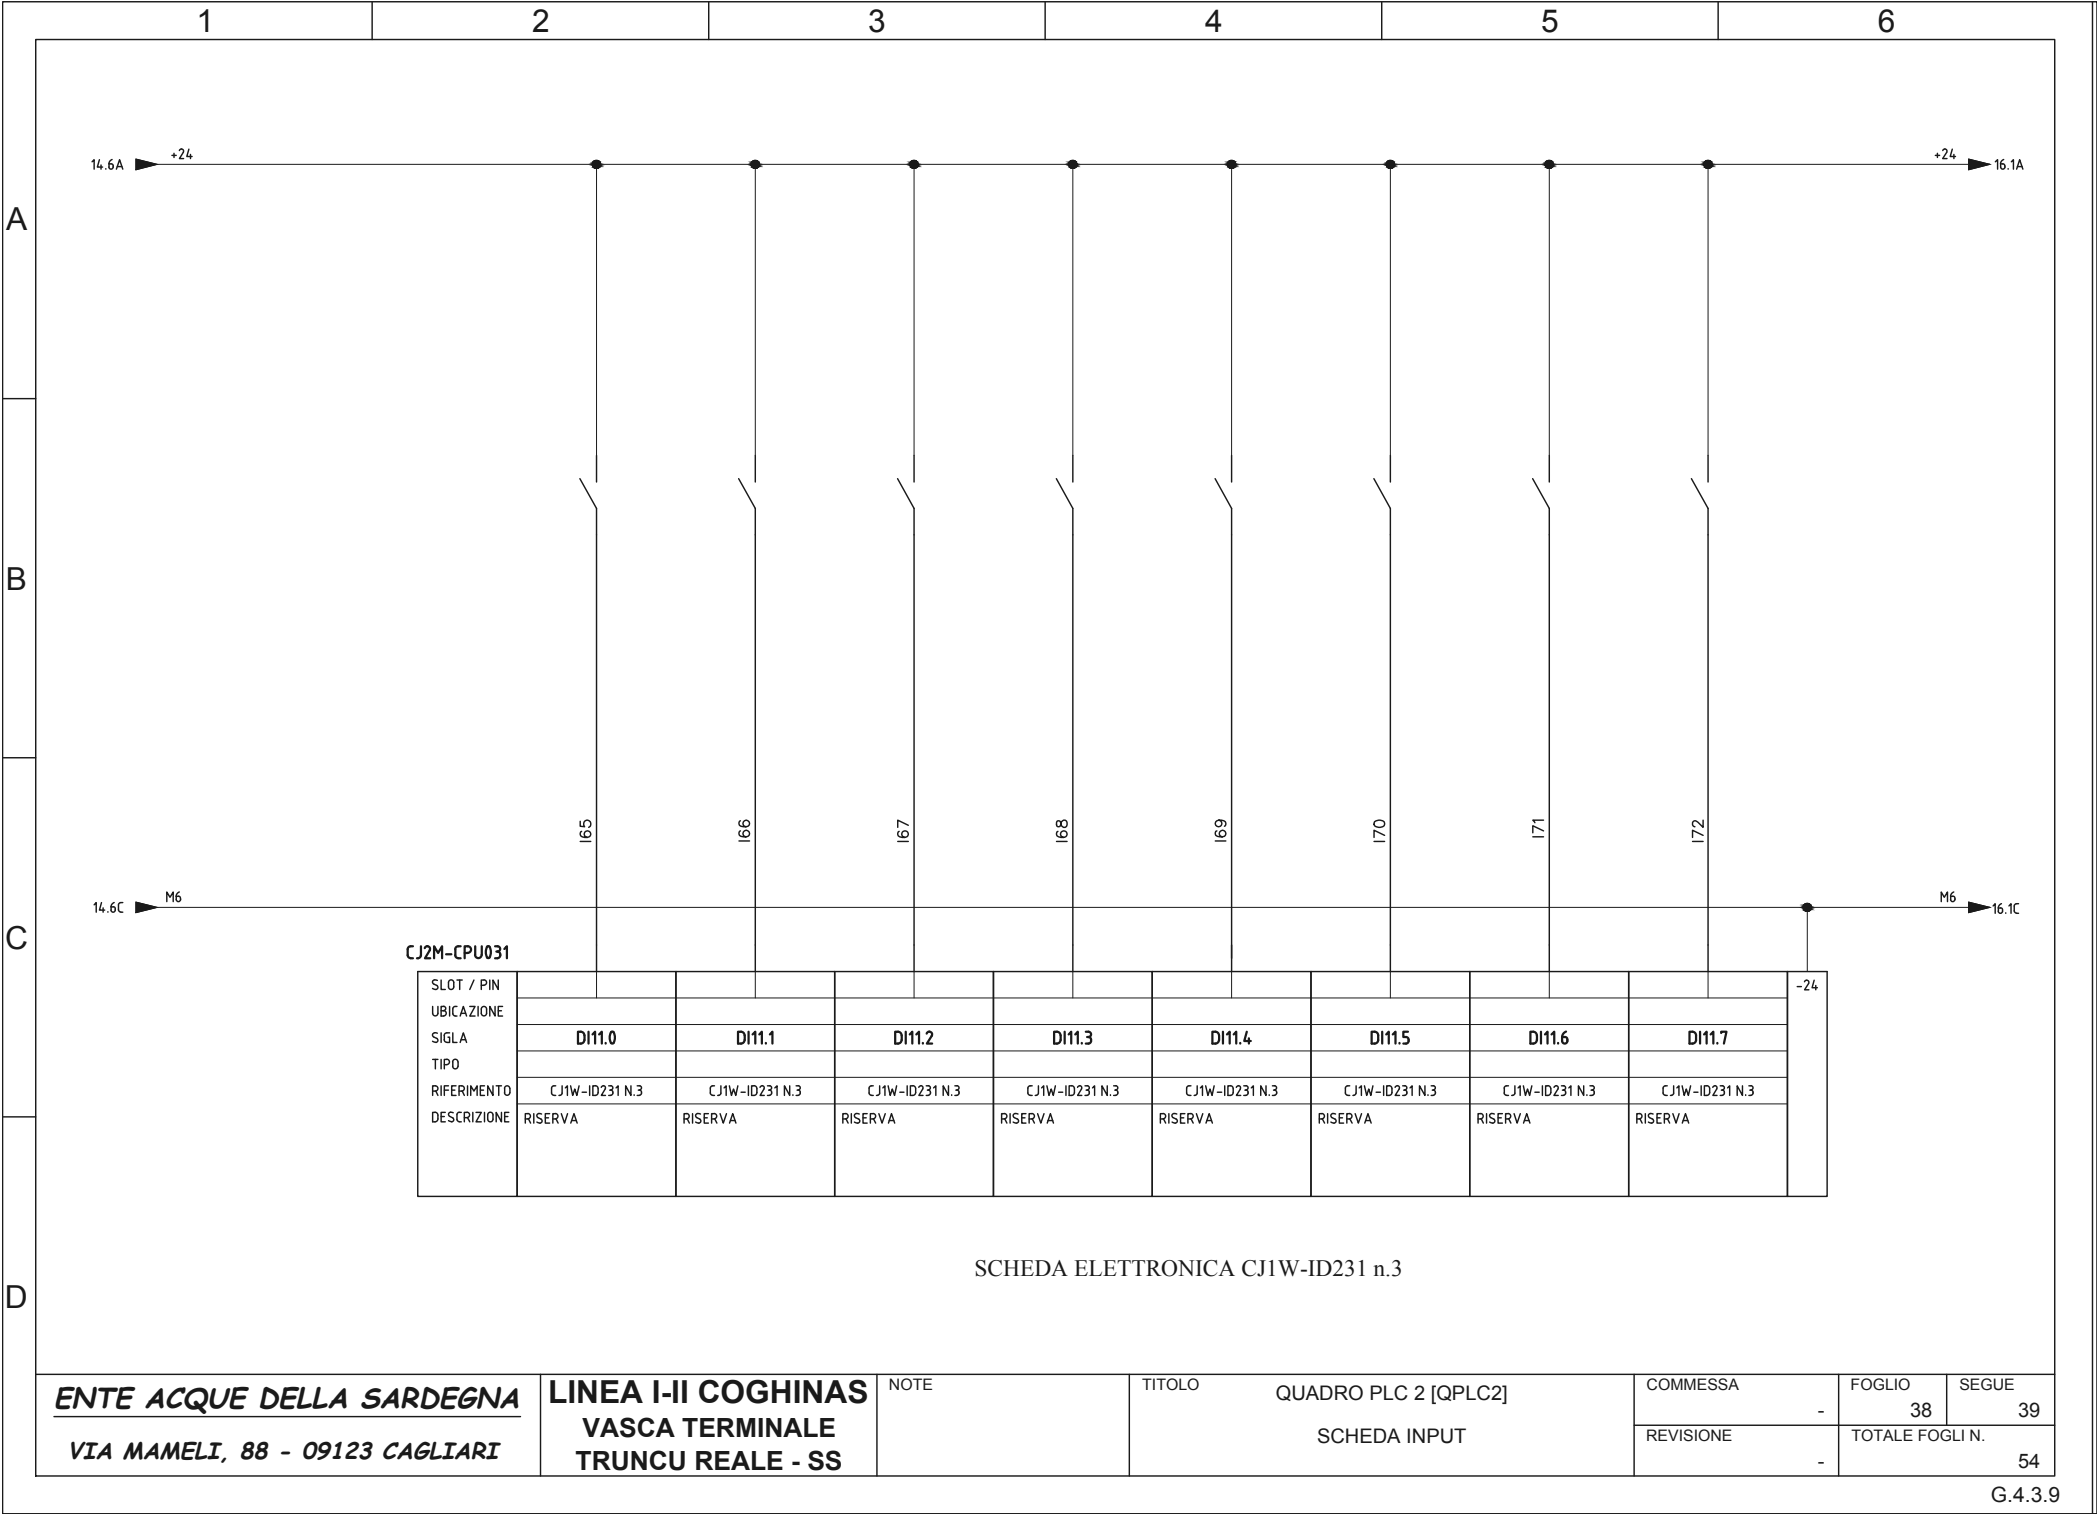 1 2 3 4 5 6
A
B
C
D
14.6A +24 +24 16.1A
I65 I66 I67 I68 I69 I70 I71 I72
14.6C M6 M6 16.1C
CJ2M-CPU031
SLOT / PIN -24
UBICAZIONE
SIGLA DI11.0 DI11.1 DI11.2 DI11.3 DI11.4 DI11.5 DI11.6 DI11.7
TIPO
RIFERIMENTO CJ1W-ID231 N.3 CJ1W-ID231 N.3 CJ1W-ID231 N.3 CJ1W-ID231 N.3 CJ1W-ID231 N.3 CJ1W-ID231 N.3 CJ1W-ID231 N.3 CJ1W-ID231 N.3
DESCRIZIONE RISERVA RISERVA RISERVA RISERVA RISERVA RISERVA RISERVA RISERVA
SCHEDA ELETTRONICA CJ1W-ID231 n.3
ENTE ACQUE DELLA SARDEGNA
VIA MAMELI, 88 - 09123 CAGLIARI
LINEA I-II COGHINAS
VASCA TERMINALE
TRUNCU REALE - SS
NOTE
TITOLO
QUADRO PLC 2 [QPLC2]
SCHEDA INPUT
COMMESSA
-
REVISIONE
-
FOGLIO
38
SEGUE
39
TOTALE FOGLI N.
54
G.4.3.9